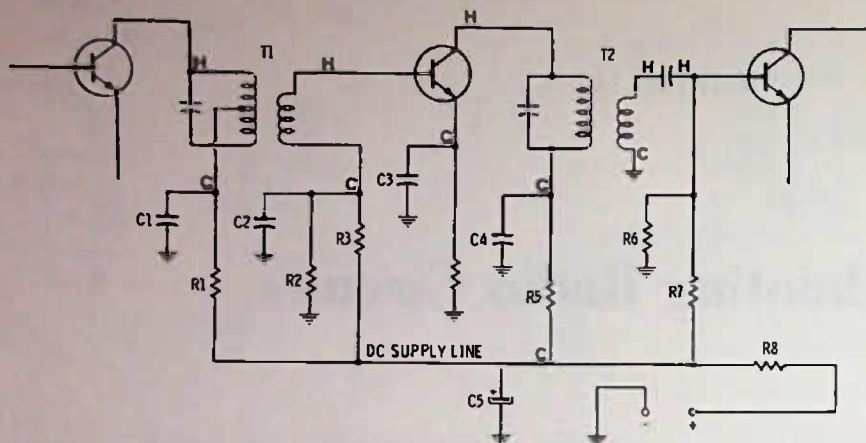 H
H T1 H T2 H H
C
C C C3 C
C1 C2 R3 C4 R6
R1 R2 R5 R7
DC SUPPLY LINE C R8
C5 + - +